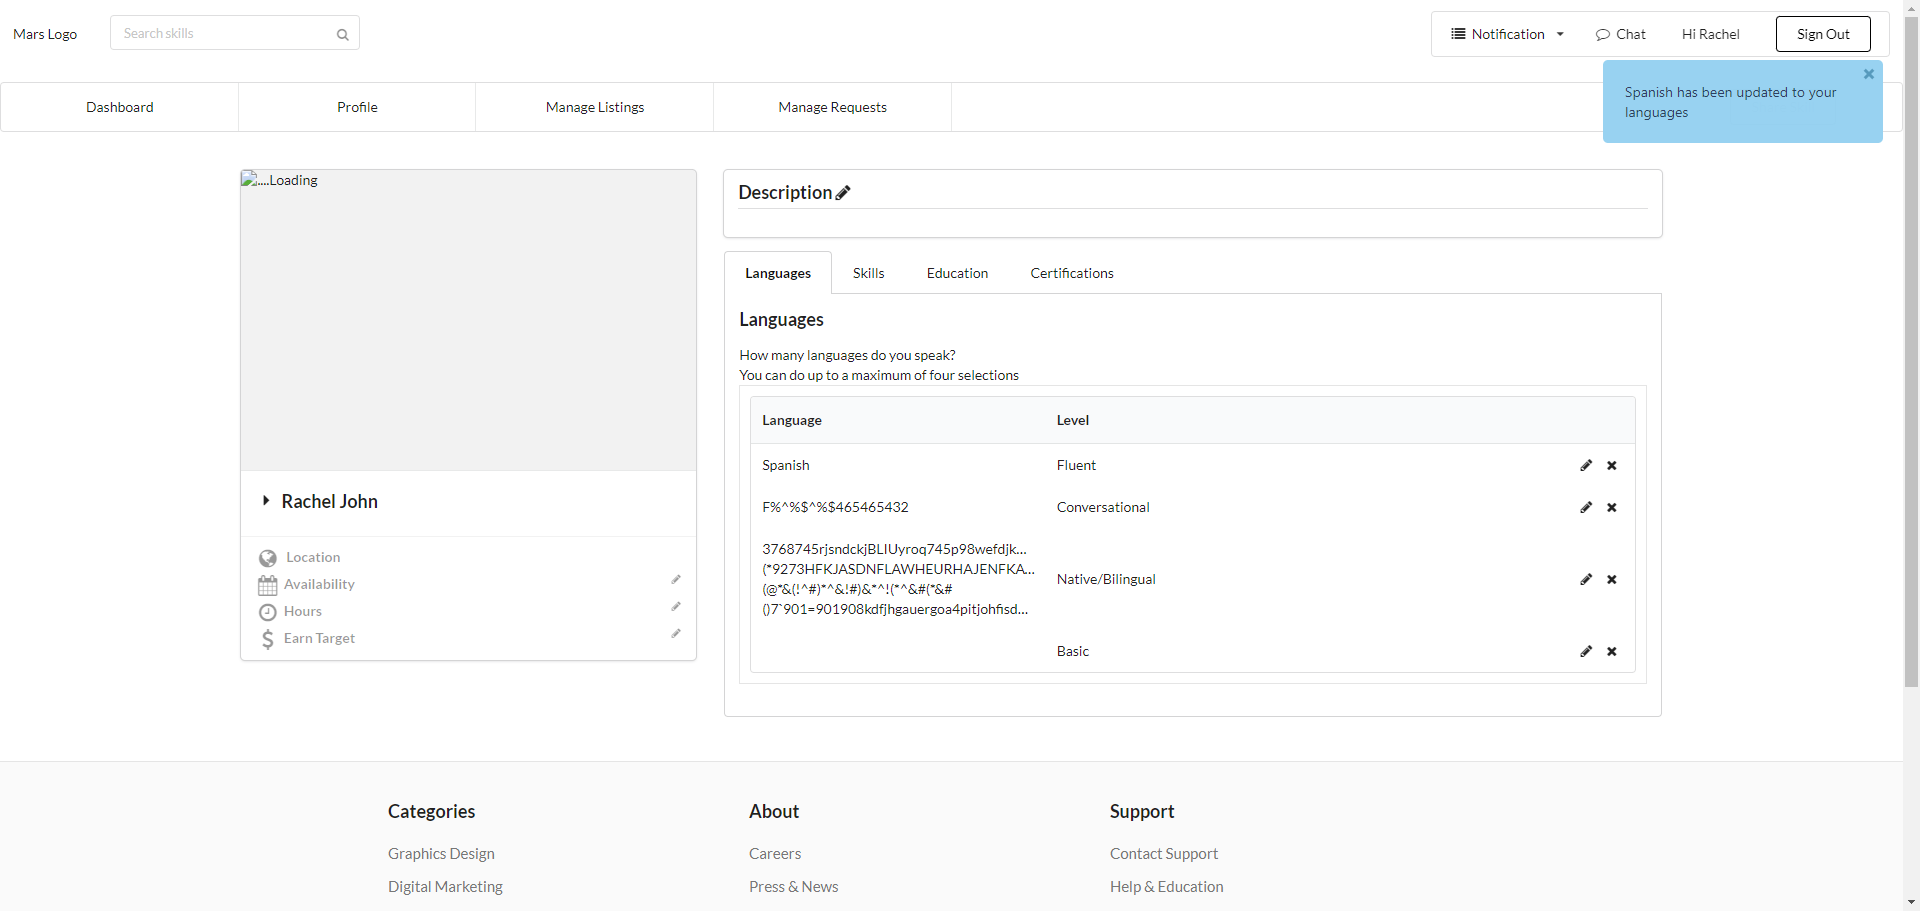 Mars Logo
Search skills
Notification
Chat
Hi Rachel
Sign Out
Spanish has been updated to your
languages
Dashboard
Profile
Manage Listings
Manage Requests
....Loading
Rachel John
Location
Availability
Hours
Earn Target
Description
Languages
Skills
Education
Certifications
Languages
How many languages do you speak?
You can do up to a maximum of four selections
Language
Level
Spanish
Fluent
F%^%$^%$465465432
Conversational
3768745rjsndckjBLIUyroq745p98wefdjk...
(*9273HFKJASDNFLAWHEURHAJENFKA...
(@*&(!^#)*^&!#)&*^!(*^&#(*&#
()7`901=901908kdfjhgauergoa4pitjohfisd...
Native/Bilingual
Basic
Categories
Graphics Design
Digital Marketing
About
Careers
Press & News
Support
Contact Support
Help & Education